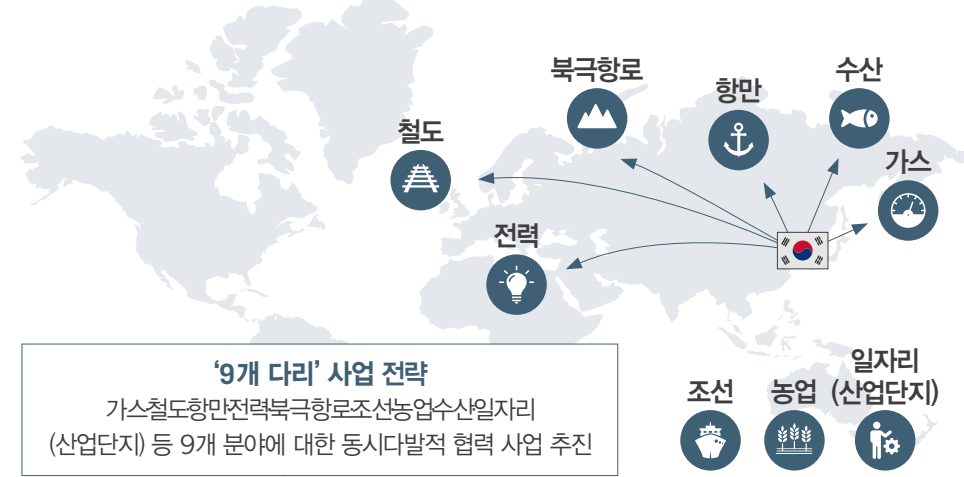 북극항로
수산
항만
철도
가스
전력
‘9개 다리’ 사업 전략
가스철도항만전력북극항로조선농업수산일자리
(산업단지) 등 9개 분야에 대한 동시다발적 협력 사업 추진
조선
농업
일자리
(산업단지)